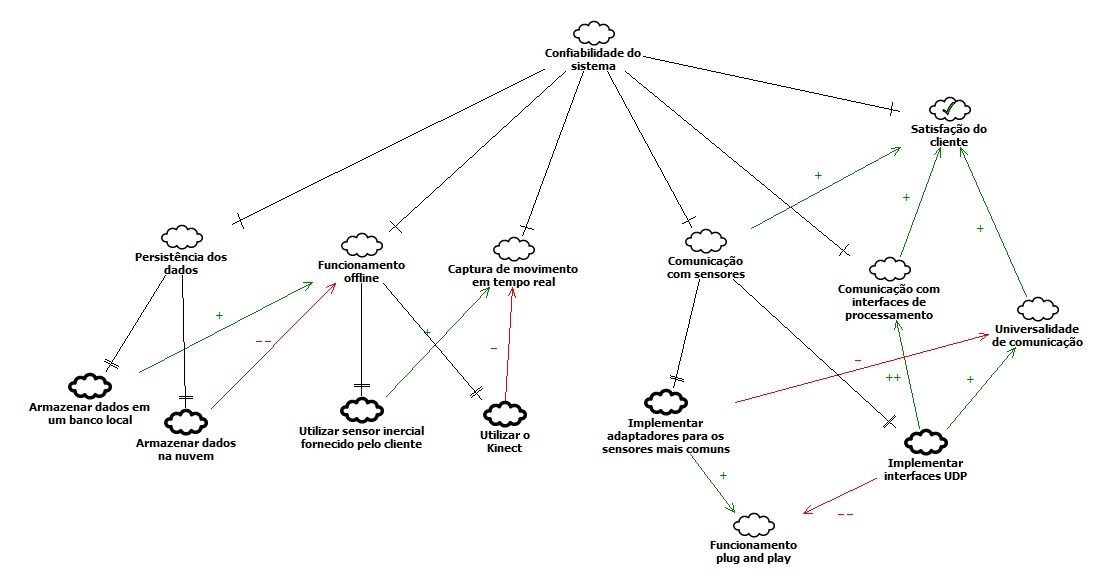 Confiabilidade do
sistema
Satisfação do
cliente
+
+
+
Persistência dos
dados
Funcionamento
offline
Captura de movimento
em tempo real
Comunicação
com sensores
Comunicação com
interfaces de
processamento
Universalidade
de comunicação
+
--
+
-
-
++
+
Armazenar dados em
um banco local
Armazenar dados
na nuvem
Utilizar sensor inercial
fornecido pelo cliente
Utilizar o
Kinect
Implementar
adaptadores para os
sensores mais comuns
Implementar
interfaces UDP
+
--
Funcionamento
plug and play